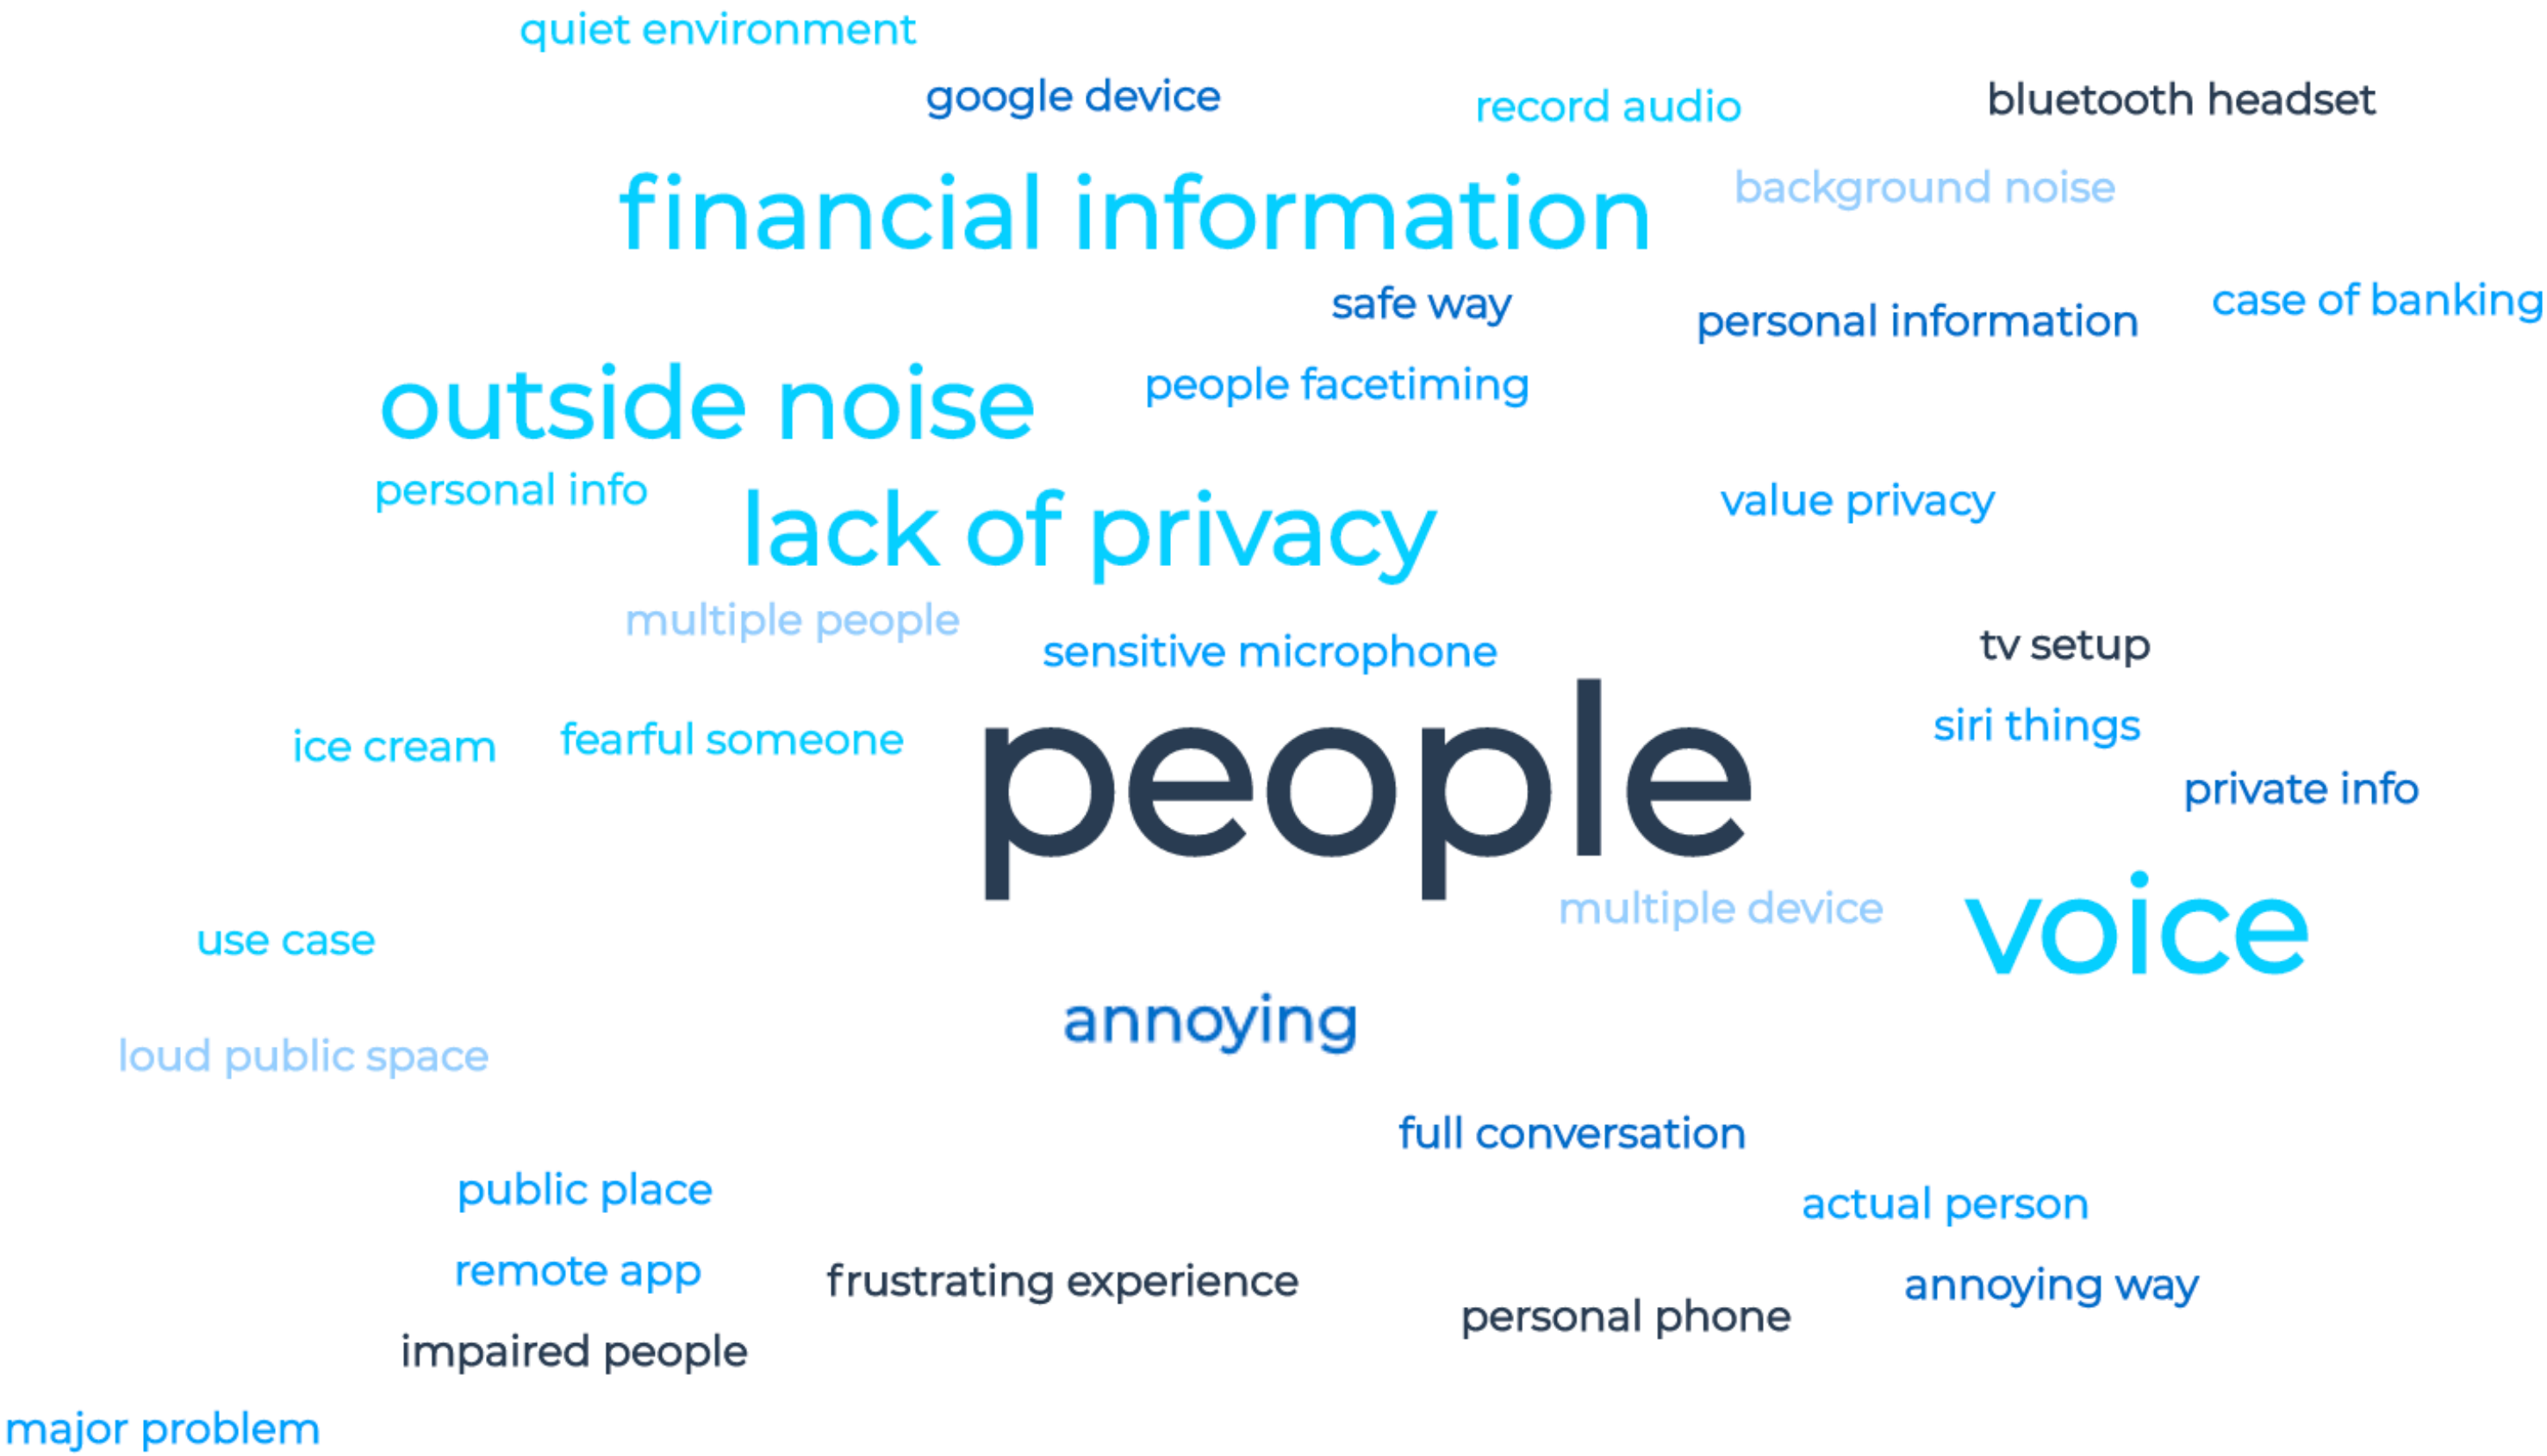 quiet environment
google device
record audio
bluetooth headset
financial information
background noise
safe way
personal information
case of banking
outside noise
people facetiming
personal info
lack of privacy
value privacy
multiple people
sensitive microphone
tv setup
ice cream
fearful someone
people
siri things
private info
use case
multiple device
voice
annoying
loud public space
full conversation
public place
actual person
remote app
frustrating experience
annoying way
personal phone
impaired people
major problem